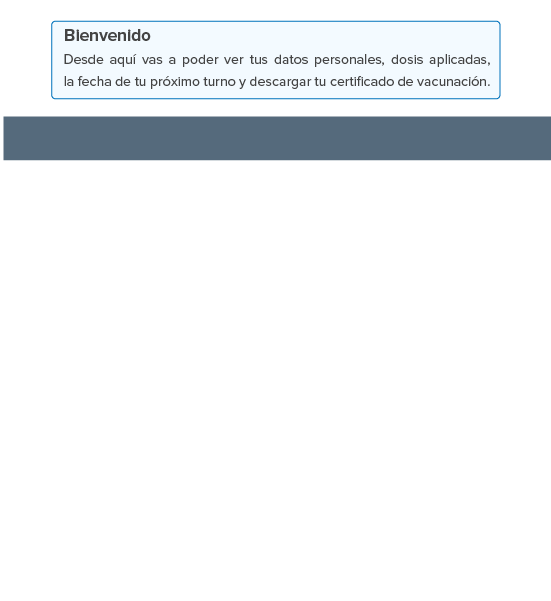 Bienvenido
Desde aquí vas a poder ver tus datos personales, dosis aplicadas,
la fecha de tu próximo turno y descargar tu certificado de vacunación.